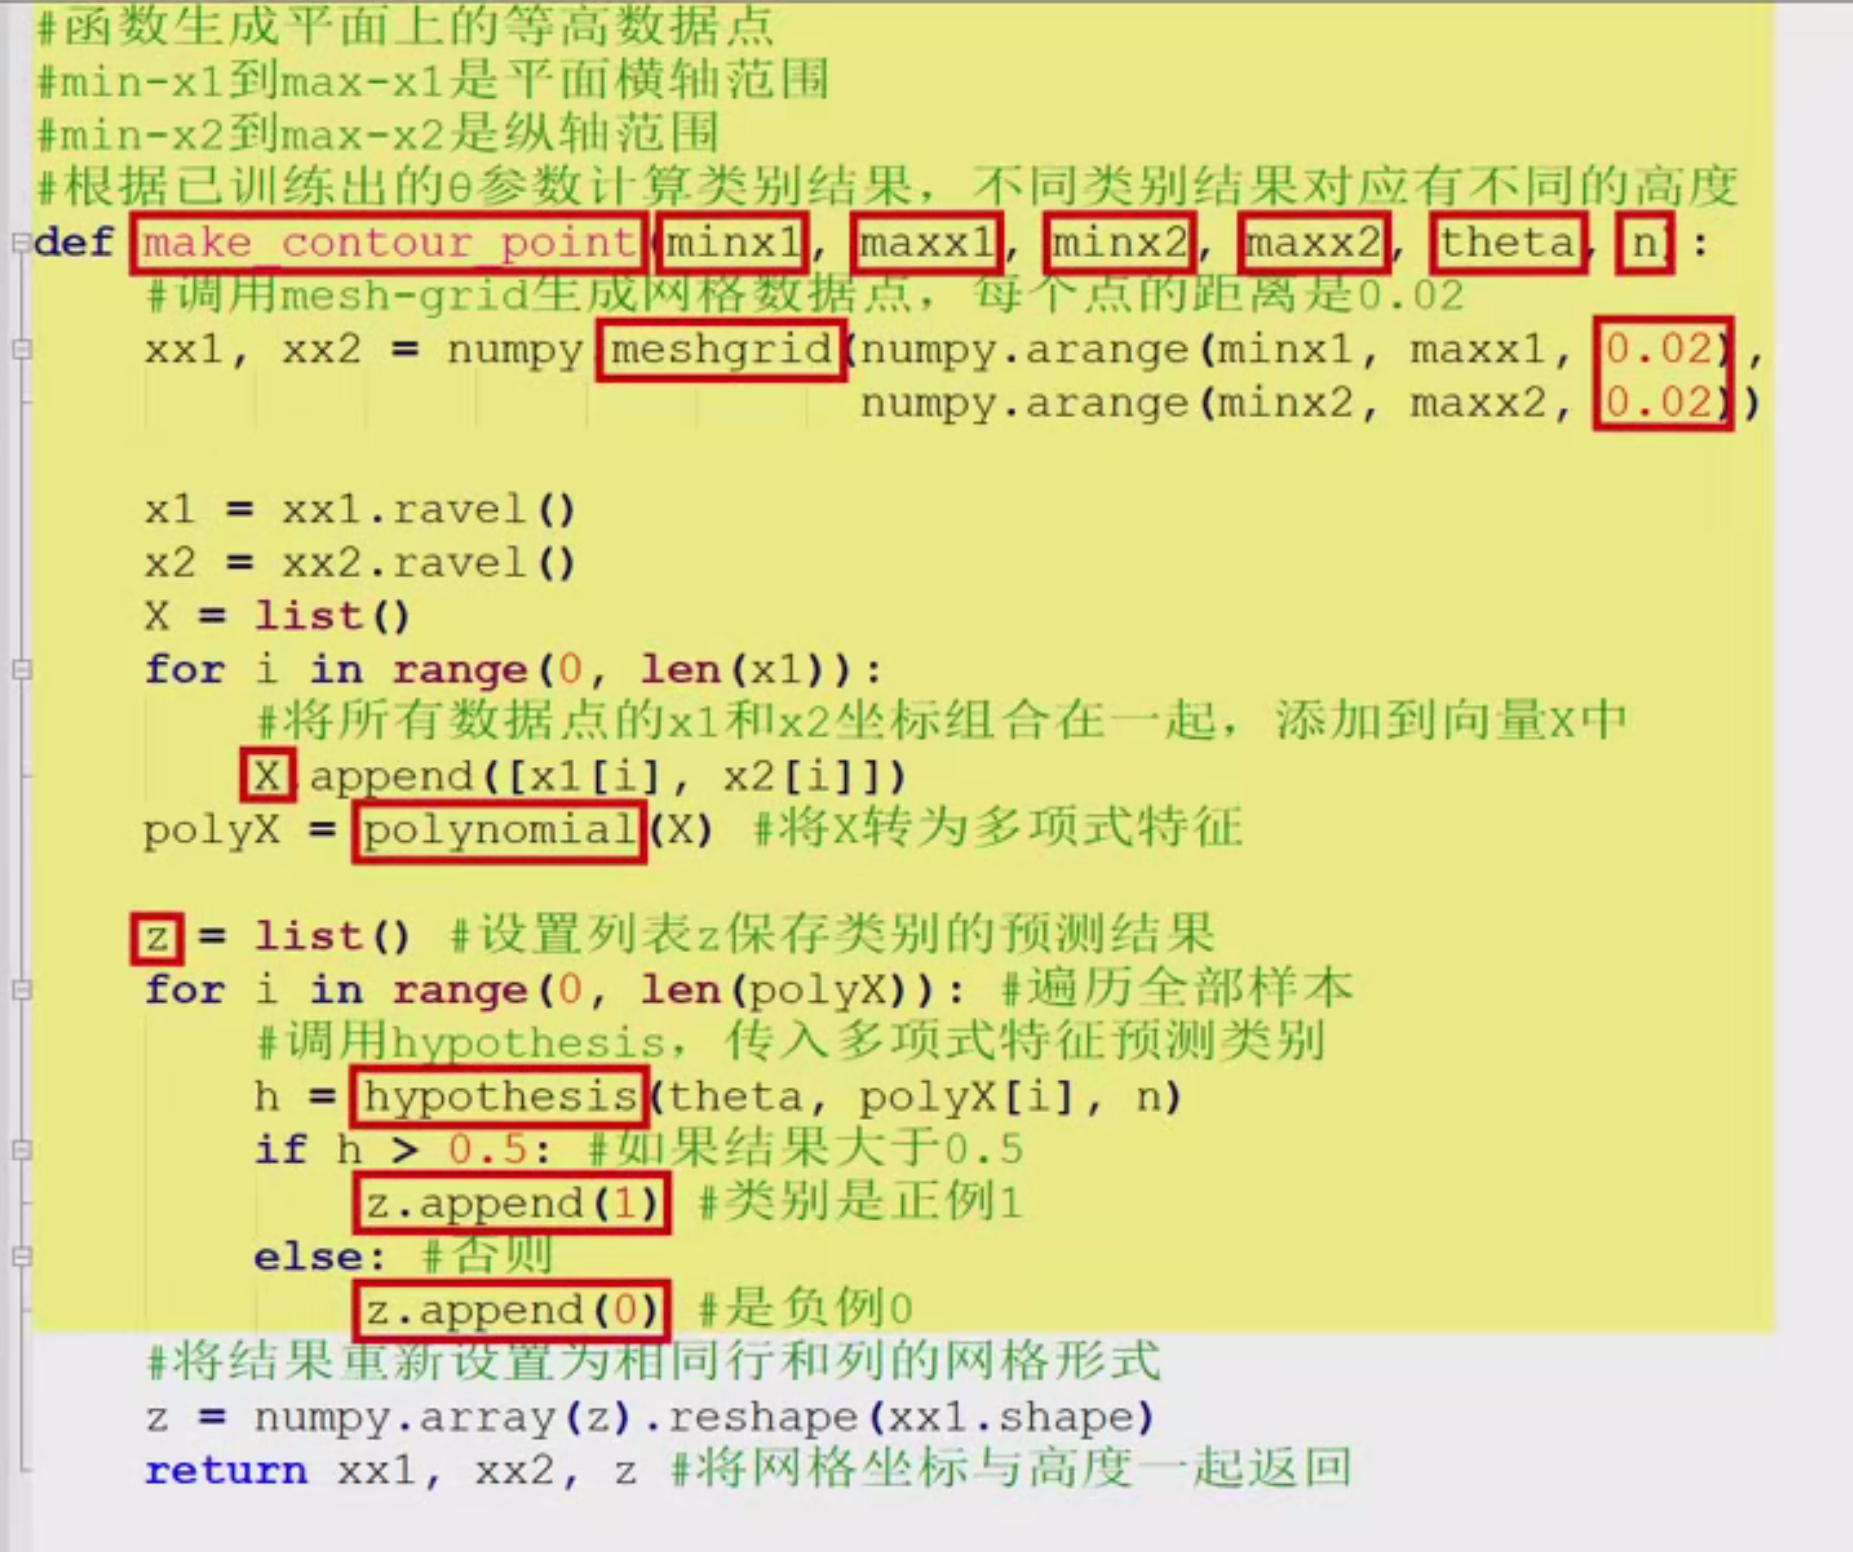 #函数生成平面上的等高数据点
#min-x1到max-x1是平面横轴范围
#min-x2到max-x2是纵轴范围
#根据已训练出的θ参数计算类别结果，不同类别结果对应有不同的高度
def make_contour_point(minx1, maxx1, minx2, maxx2, theta, n):
#调用mesh-grid生成网格数据点，每个点的距离是0.02
xx1, xx2 = numpy.meshgrid(numpy.arange(minx1, maxx1, 0.02),
numpy.arange(minx2, maxx2, 0.02))
x1 = xx1.ravel()
x2 = xx2.ravel()
X = list()
for i in range(0, len(x1)):
#将所有数据点的x1和x2坐标组合在一起，添加到向量X中
X.append([x1[i], x2[i]])
polyX = polynomial(X) #将X转为多项式特征
z = list() #设置列表z保存类别的预测结果
for i in range(0, len(polyX)): #遍历全部样本
#调用hypothesis，传入多项式特征预测类别
h = hypothesis(theta, polyX[i], n)
if h > 0.5: #如果结果大于0.5
z.append(1) #类别是正例1
else: #否则
z.append(0) #是负例0
#将结果重新设置为相同行和列的网格形式
z = numpy.array(z).reshape(xx1.shape)
return xx1, xx2, z #将网格坐标与高度一起返回